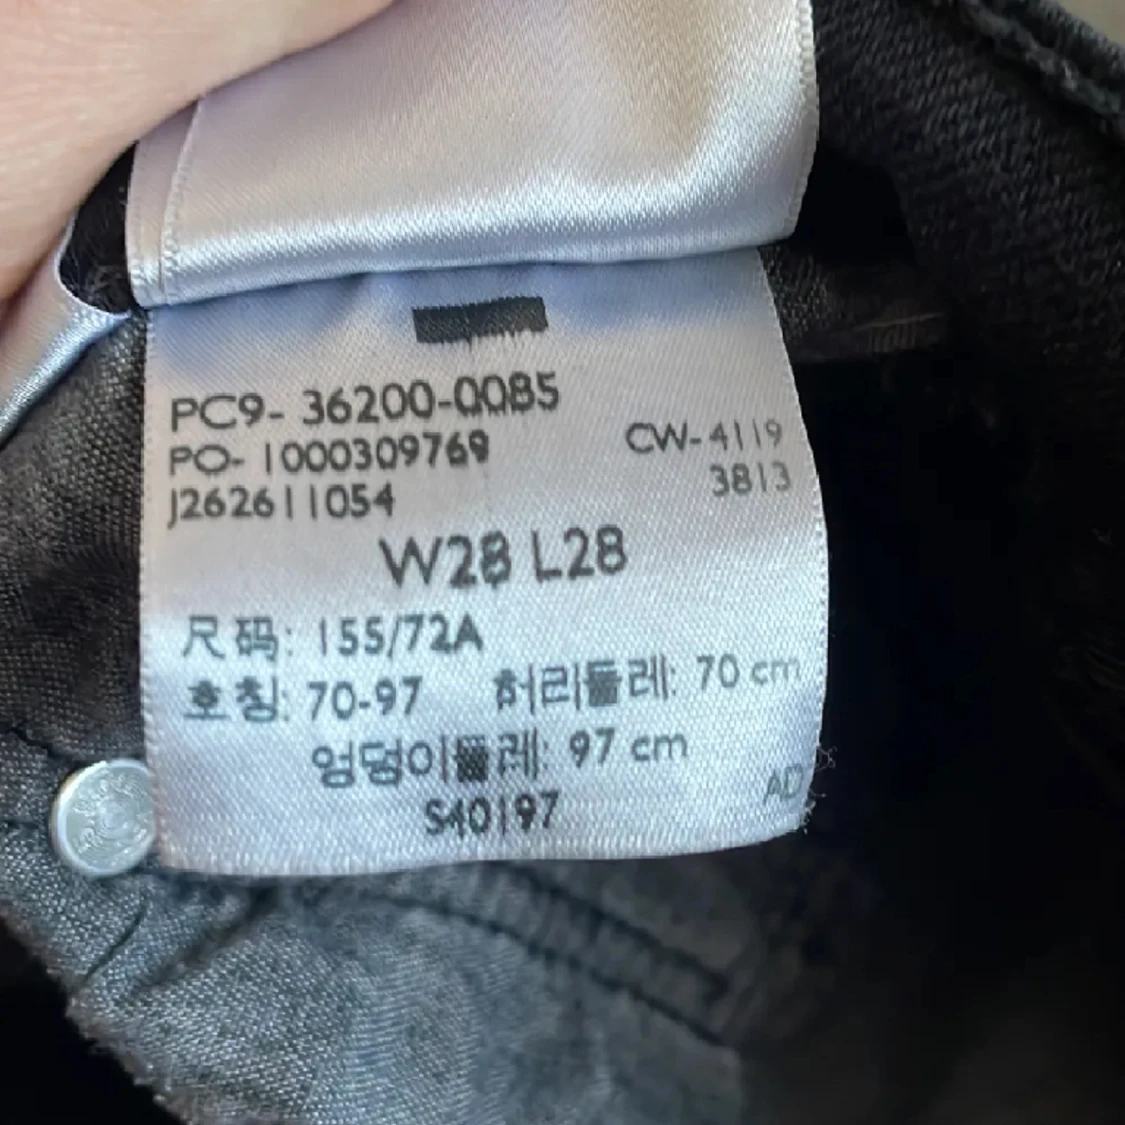 PC9- 36200-0085
PO- 1000309769
CW-4119
J262611054
3813
W28 L28
尺码: 155/72A
호칭: 70-97 허리둘레: 70 cm
엉덩이둘레: 97 cm
S40197
AD